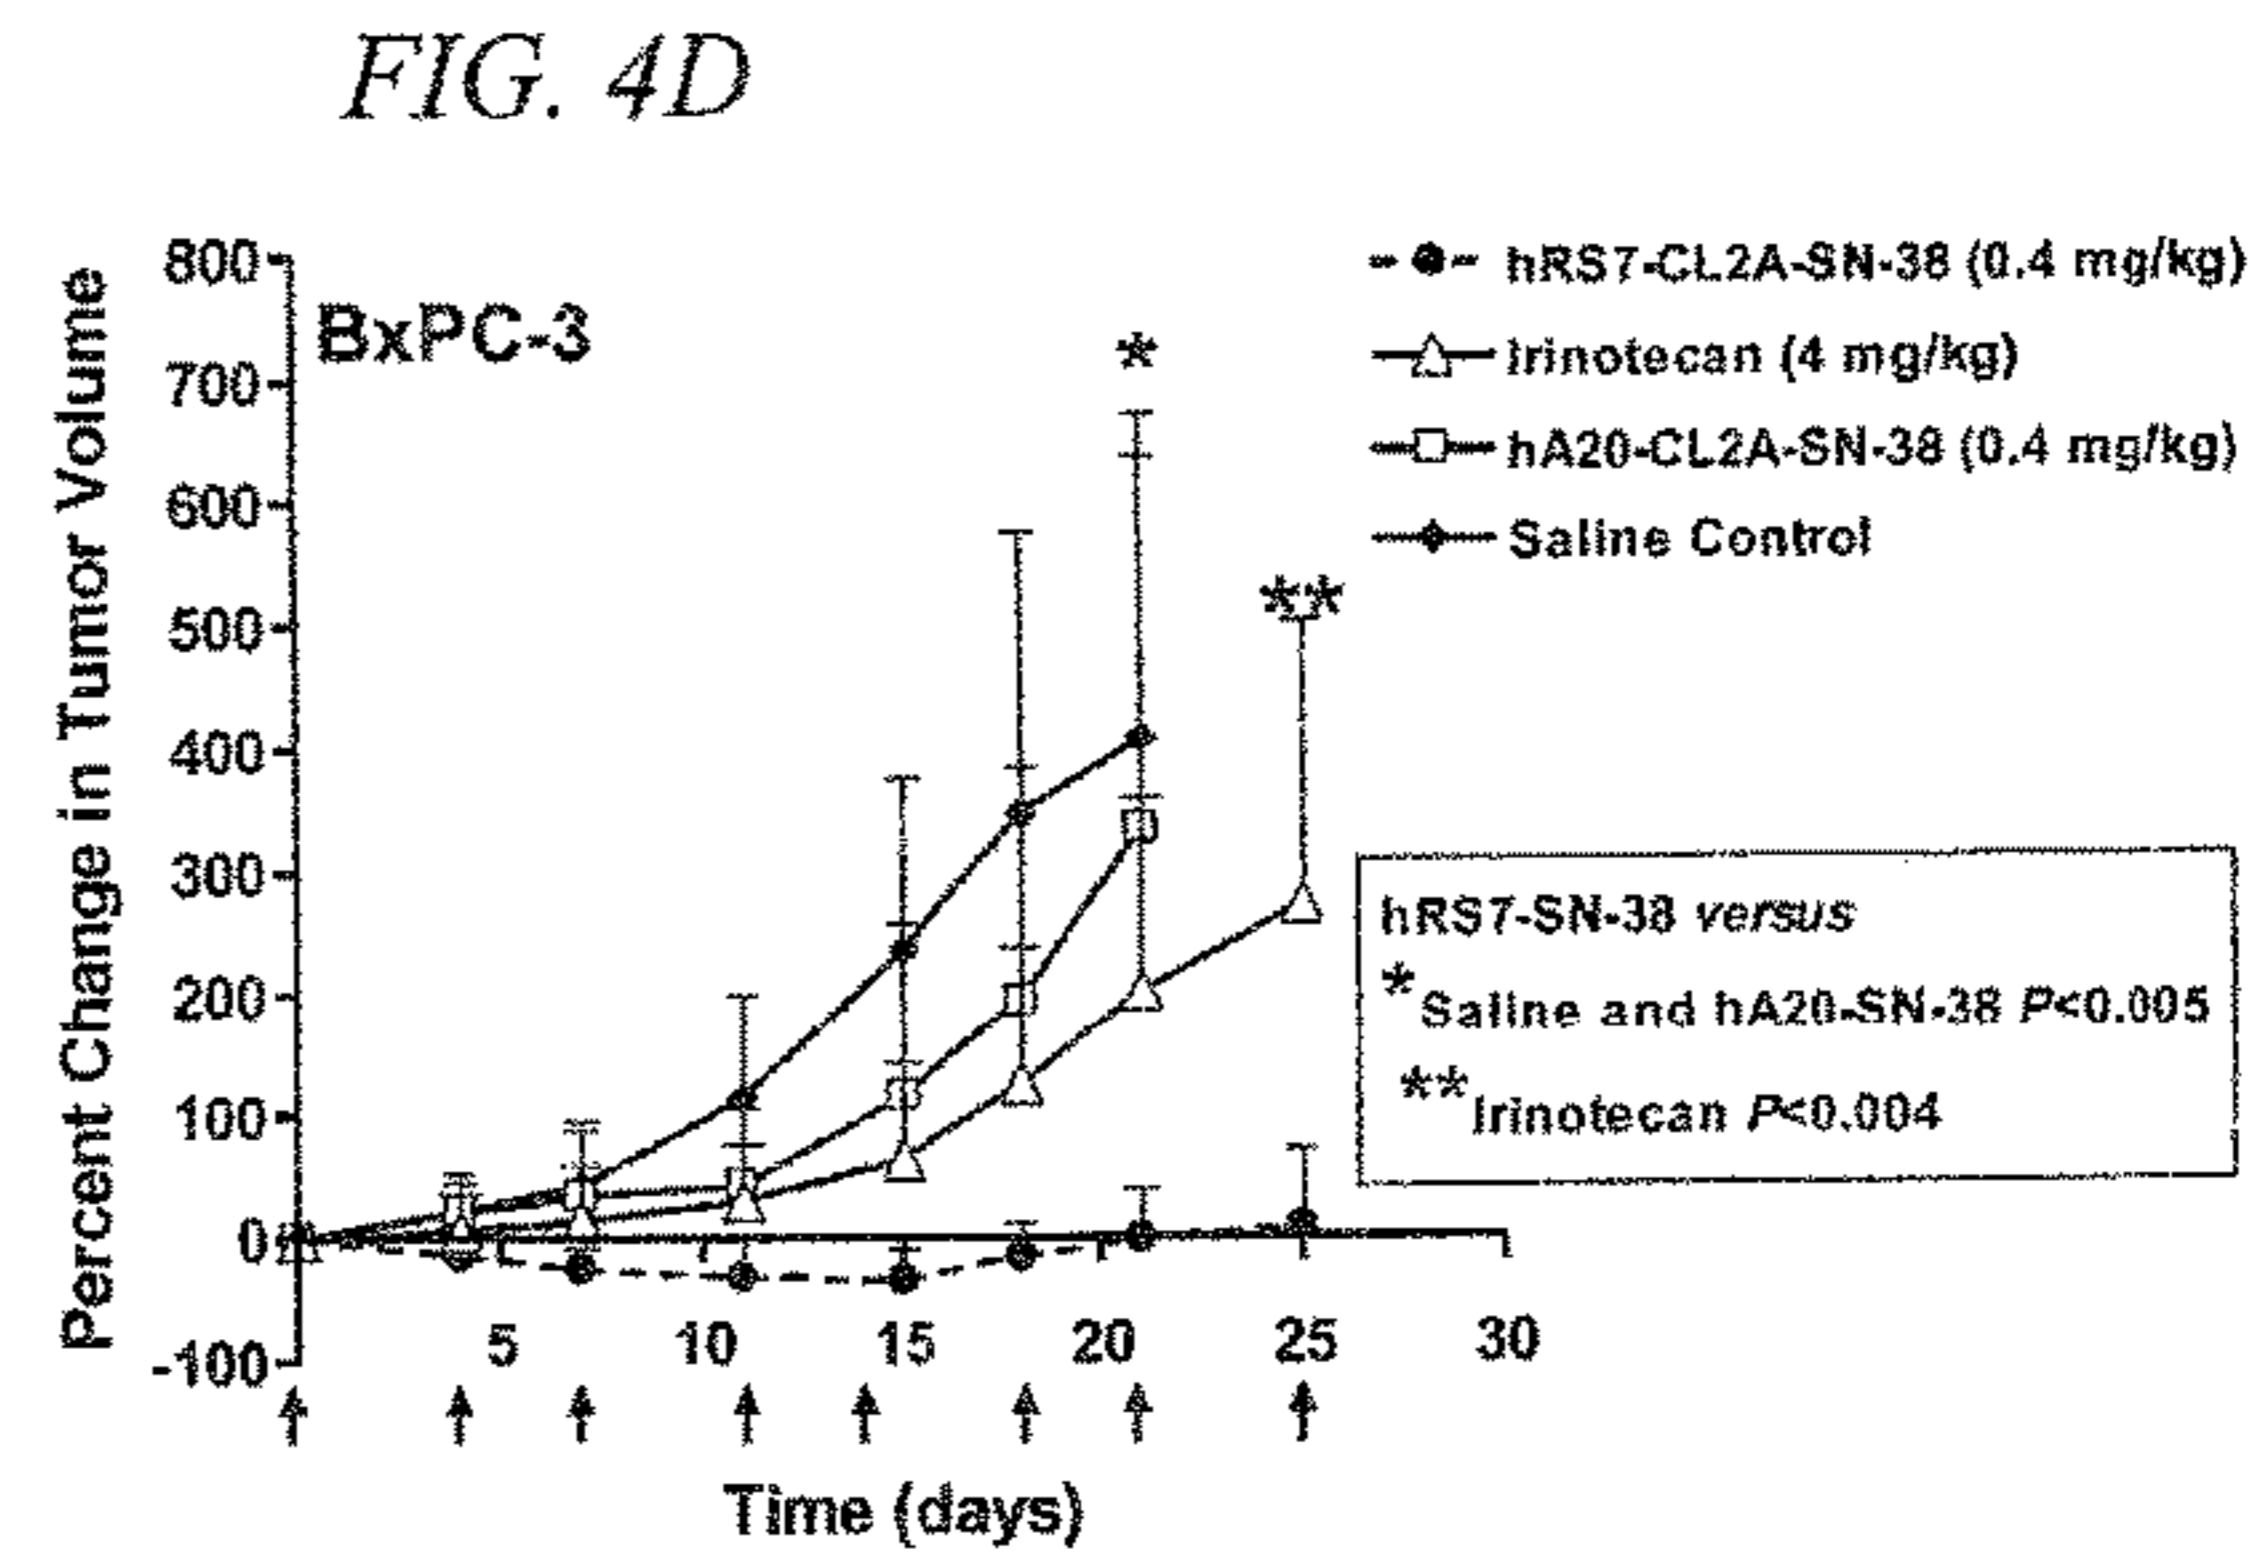 FIG. 4D
Percent Change in Tumor Volume
800
700
600
500
400
300
200
100
0
-100
BxPC-3
*
**
hRS7-CL2A-SN-38 (0.4 mg/kg)
Irinotecan (4 mg/kg)
hA20-CL2A-SN-38 (0.4 mg/kg)
Saline Control
hRS7-SN-38 versus
*Saline and hA20-SN-38 P<0.005
**Irinotecan P<0.004
5 10 15 20 25 30
Time (days)